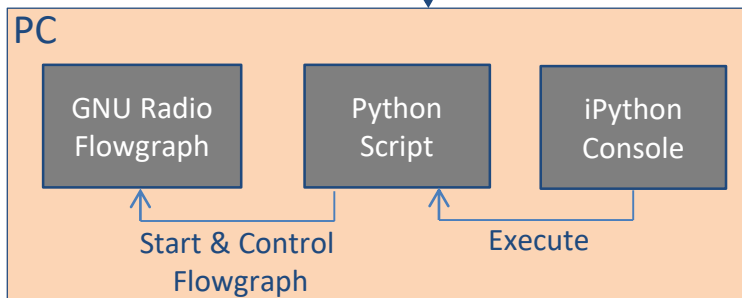 PC
GNU Radio
Flowgraph
Python
Script
iPython
Console
Start & Control
Flowgraph
Execute